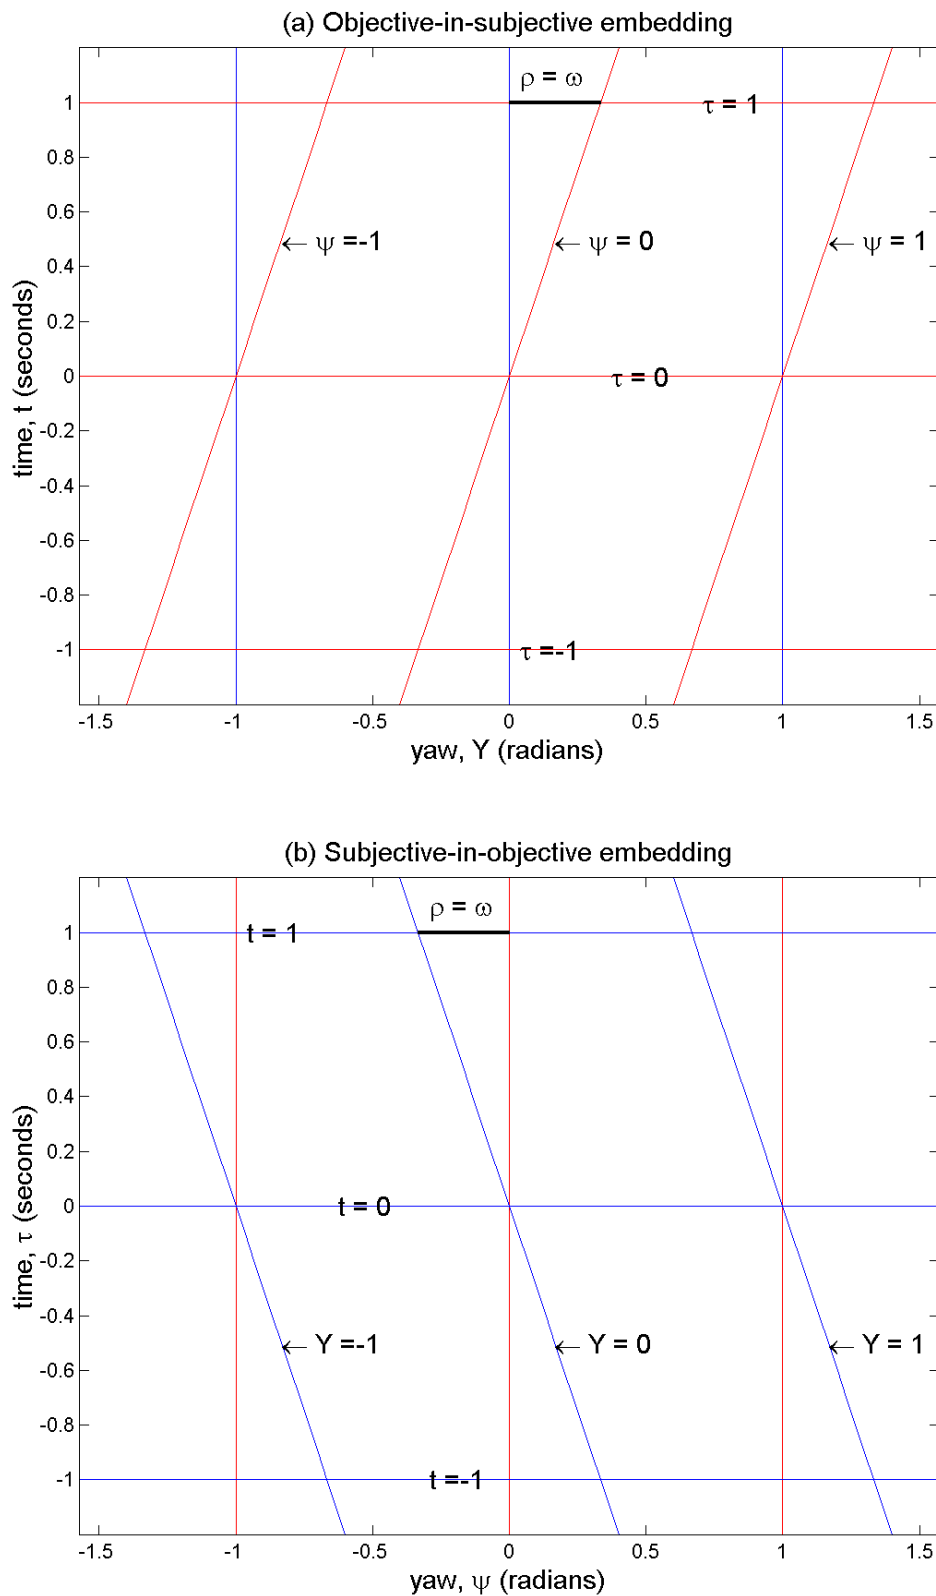 (a) Objective-in-subjective embedding
ρ = ω
1
τ = 1
0.8
0.6
← ψ =-1
← ψ = 0
← ψ = 1
0.4
0.2
0
τ = 0
-0.2
-0.4
-0.6
-0.8
-1
τ =-1
time, t (seconds)
-1.5
-1
-0.5
0
0.5
1
1.5
yaw, Y (radians)
(b) Subjective-in-objective embedding
ρ = ω
1
t = 1
0.8
0.6
0.4
0.2
0
t = 0
-0.2
-0.4
← Y =-1
← Y = 0
← Y = 1
-0.6
-0.8
-1
t =-1
time, τ (seconds)
-1.5
-1
-0.5
0
0.5
1
1.5
yaw, ψ (radians)